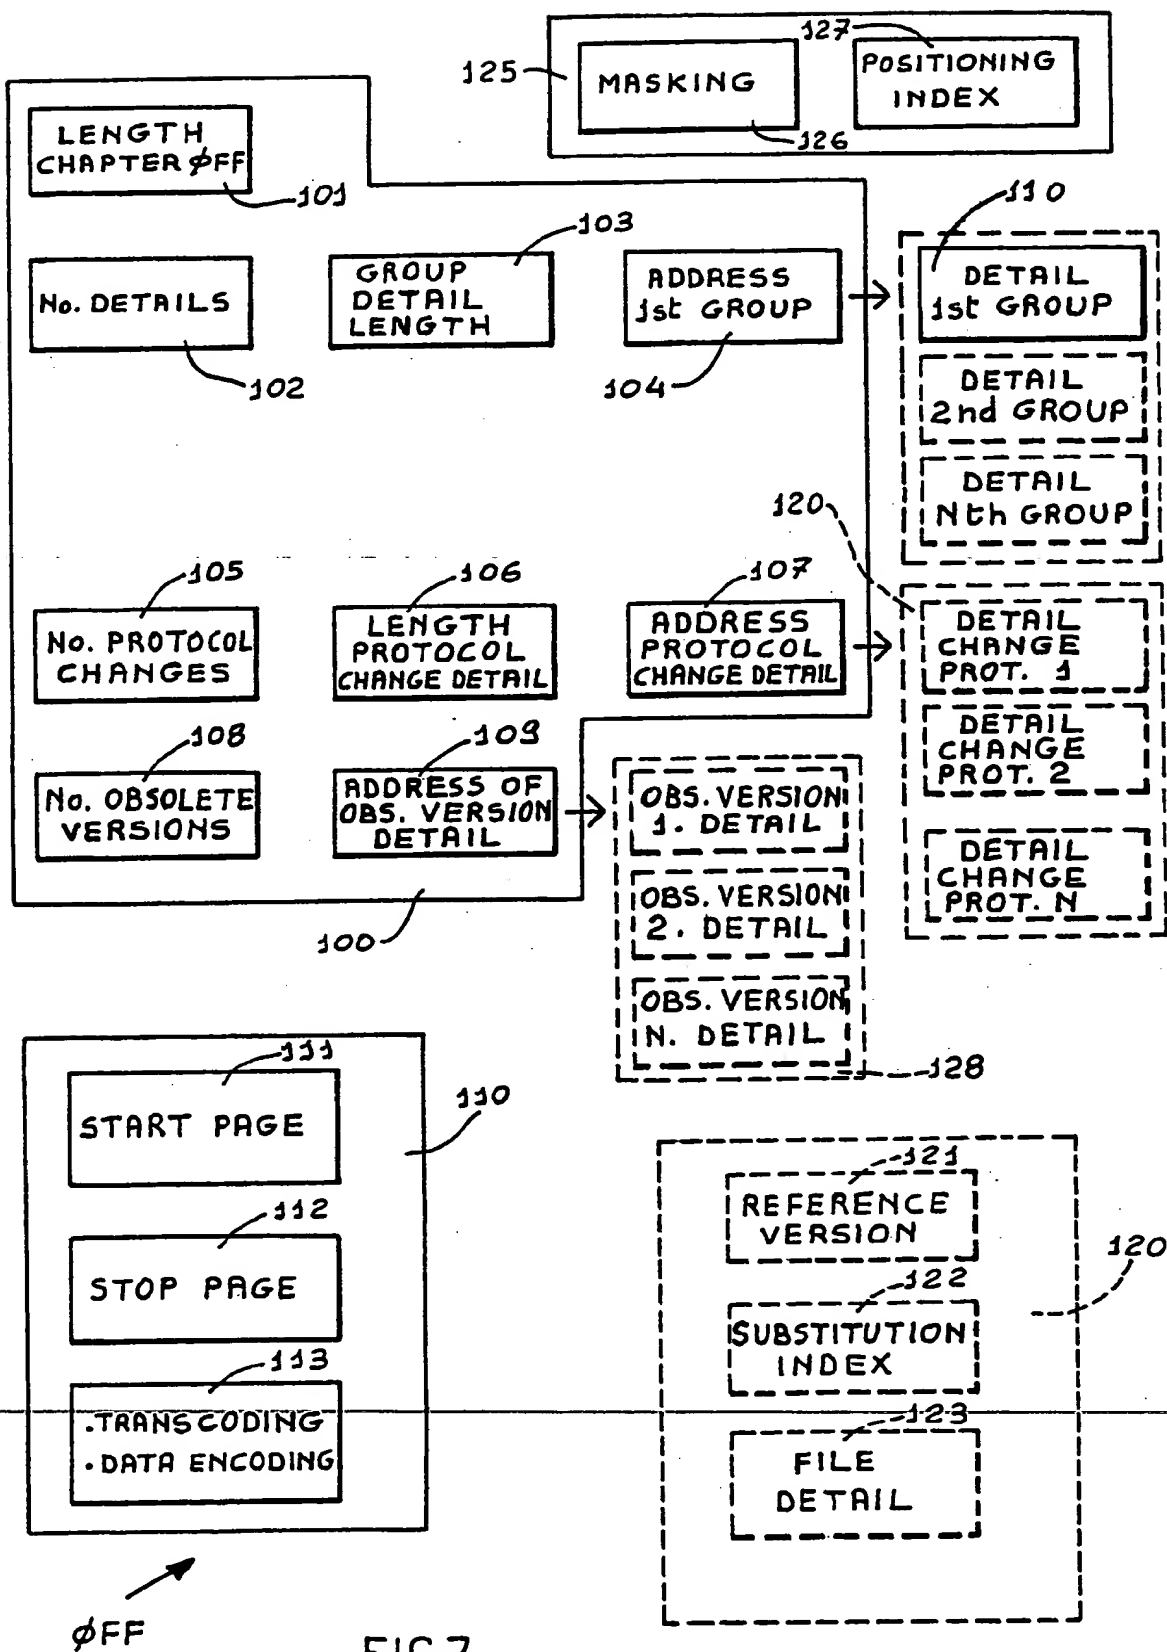 127
125
MASKING
POSITIONING
INDEX
126
LENGTH
CHAPTER ØFF
101
103
110
No. DETAILS
GROUP
DETAIL
LENGTH
ADDRESS
1st GROUP
DETAIL
1st GROUP
102
104
DETAIL
2nd GROUP
DETAIL
Nth GROUP
120
105
106
107
No. PROTOCOL
CHANGES
LENGTH
PROTOCOL
CHANGE DETAIL
ADDRESS
PROTOCOL
CHANGE DETAIL
DETAIL
CHANGE
PROT. 1
DETAIL
CHANGE
PROT. 2
DETAIL
CHANGE
PROT. N
108
109
No. OBSOLETE
VERSIONS
ADDRESS OF
OBS. VERSION
DETAIL
OBS. VERSION
1. DETAIL
OBS. VERSION
2. DETAIL
OBS. VERSION
N. DETAIL
100
128
111
110
START PAGE
112
STOP PAGE
113
.TRANSCODING
. DATA ENCODING
121
REFERENCE
VERSION
120
122
SUBSTITUTION
INDEX
123
FILE
DETAIL
ØFF
FIG.7